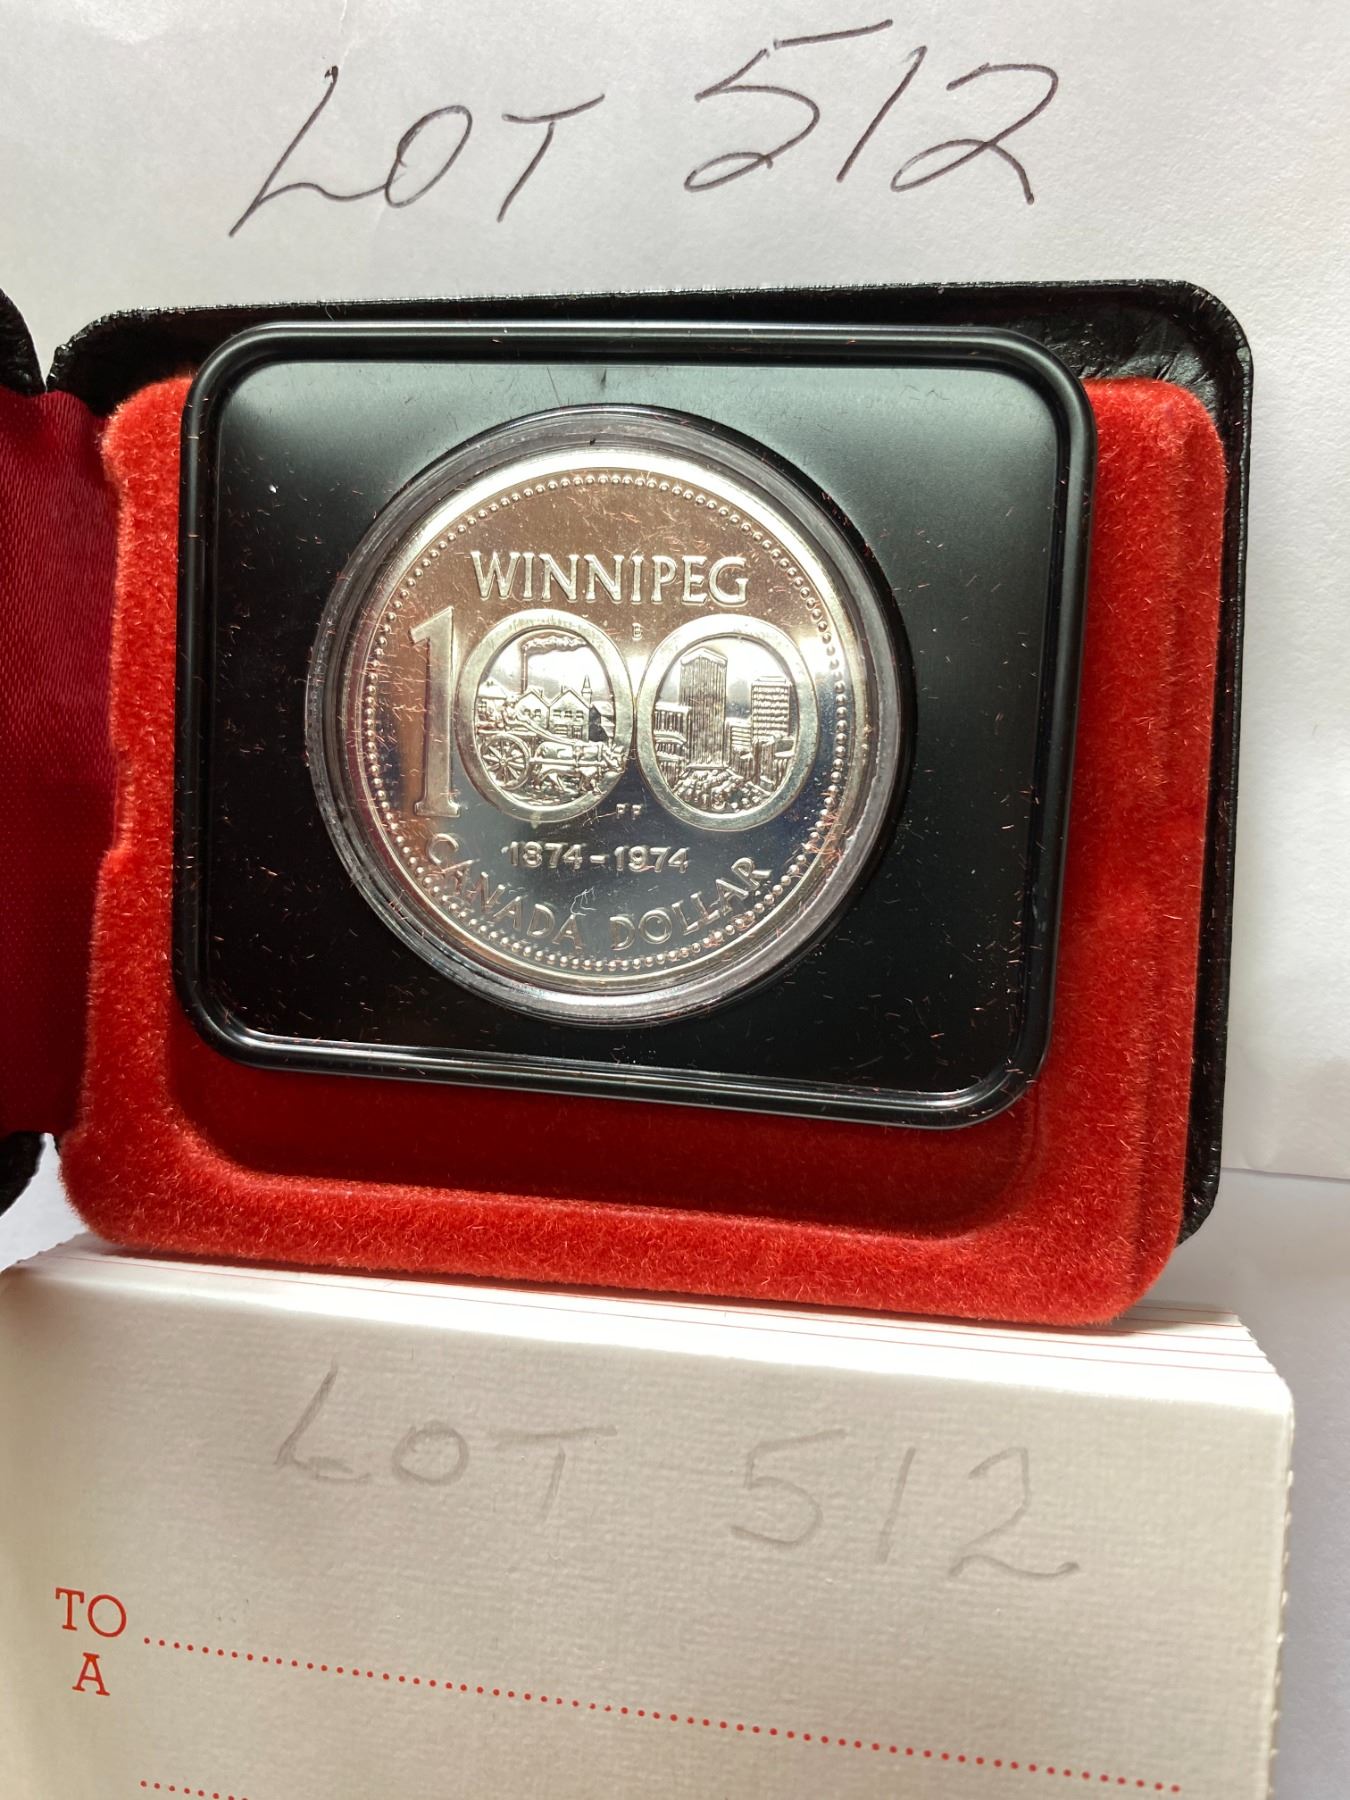 LOT 512
WINNIPEG
100
B
FF
1874-1974
CANADA DOLLAR
LOT 512
TO
A